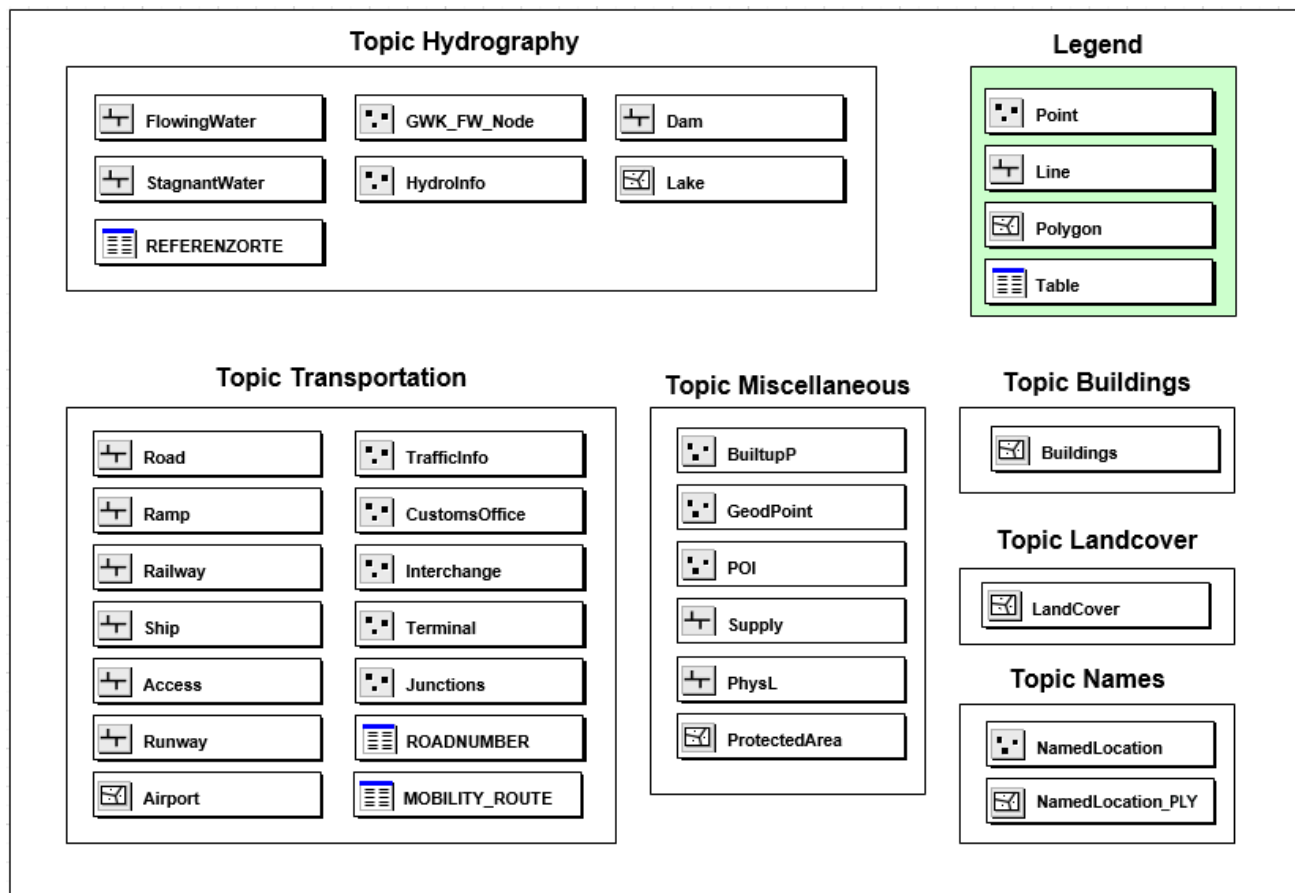 Topic Hydrography
FlowingWater
GWK_FW_Node
Dam
StagnantWater
HydroInfo
Lake
REFERENZORTE
Legend
Point
Line
Polygon
Table
Topic Transportation
Road
TrafficInfo
Ramp
CustomsOffice
Railway
Interchange
Ship
Terminal
Access
Junctions
Runway
ROADNUMBER
Airport
MOBILITY_ROUTE
Topic Miscellaneous
BuiltupP
GeodPoint
POI
Supply
PhysL
ProtectedArea
Topic Buildings
Buildings
Topic Landcover
LandCover
Topic Names
NamedLocation
NamedLocation_PLY